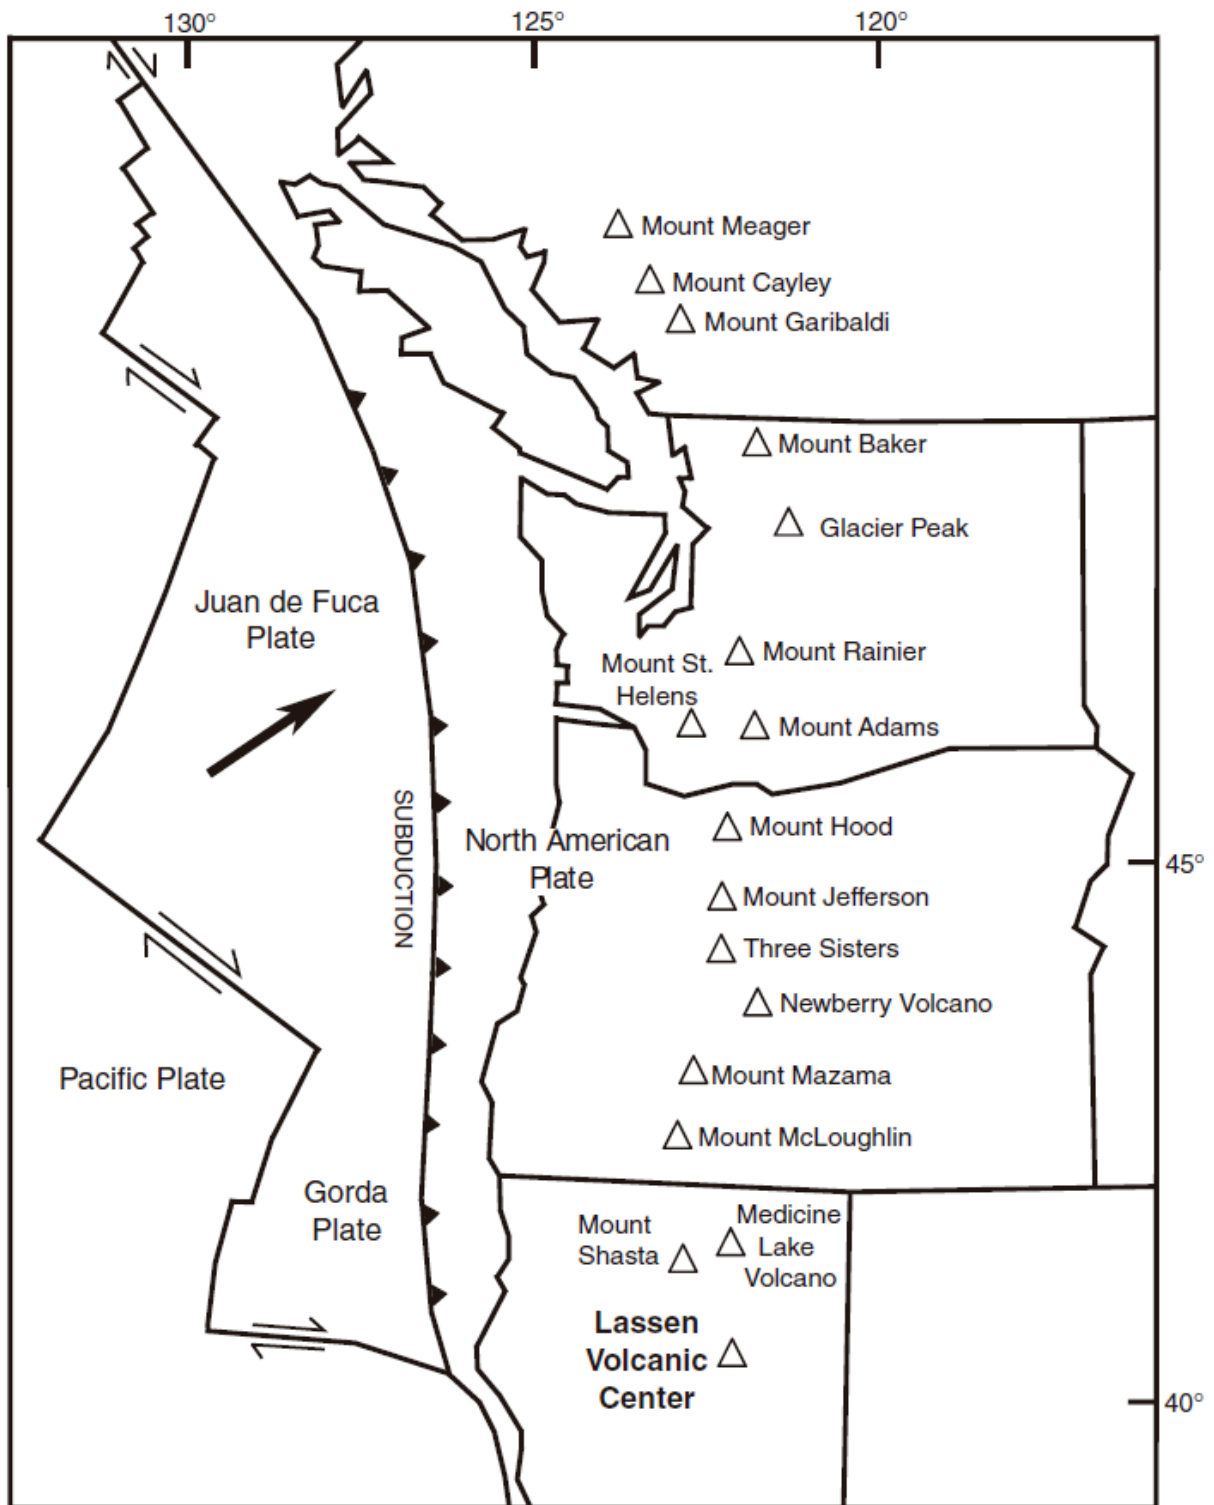 130°
125°
120°
Mount Meager
Mount Cayley
Mount Garibaldi
Mount Baker
Glacier Peak
Juan de Fuca
Plate
Mount Rainier
Mount St.
Helens
Mount Adams
SUBDUCTION
North American
Plate
Mount Hood
45°
Mount Jefferson
Three Sisters
Newberry Volcano
Pacific Plate
Mount Mazama
Mount McLoughlin
Gorda
Plate
Mount
Shasta
Medicine
Lake
Volcano
Lassen
Volcanic
Center
40°